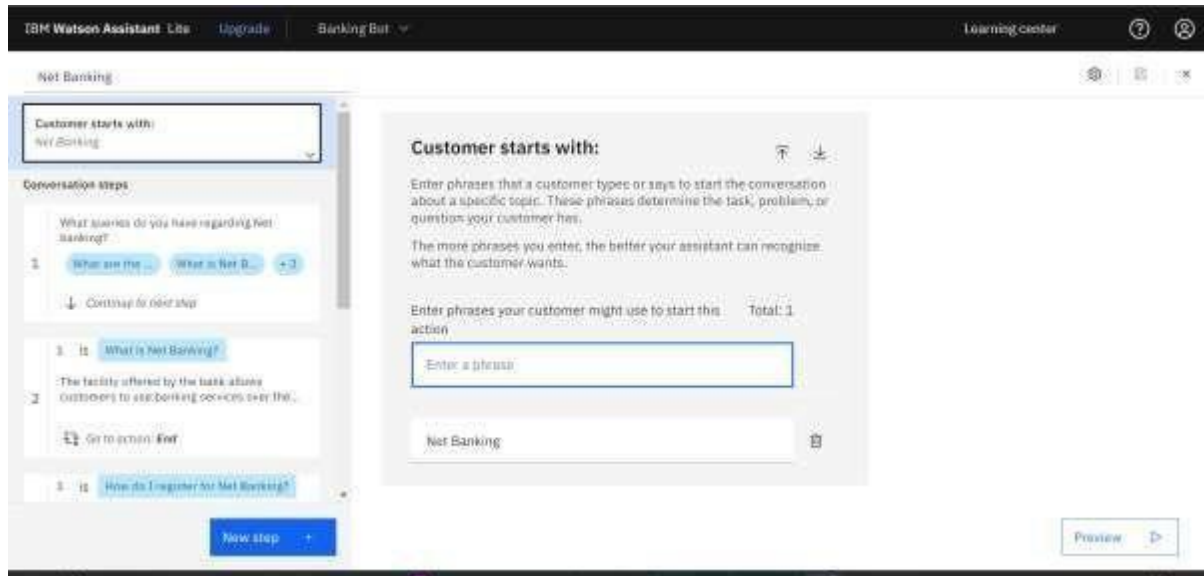 IBM Watson Assistant Lite Upgrade Banking Bot Learning center
Net Banking
Customer starts with:
Net Banking
Conversation steps
What queries do you have regarding Net
banking?
1 What are the ... What is Net B... + 3
Continue to next step
1 is What is Net Banking?
The facility offered by the bank allows
2 customers to use banking services over the...
Go to action: End
1 is How do I register for Net Banking?
New step +
Customer starts with:
Enter phrases that a customer types or says to start the conversation
about a specific topic. These phrases determine the task, problem, or
question your customer has.
The more phrases you enter, the better your assistant can recognize
what the customer wants.
Enter phrases your customer might use to start this Total: 1
action
Enter a phrase
Net Banking
Preview